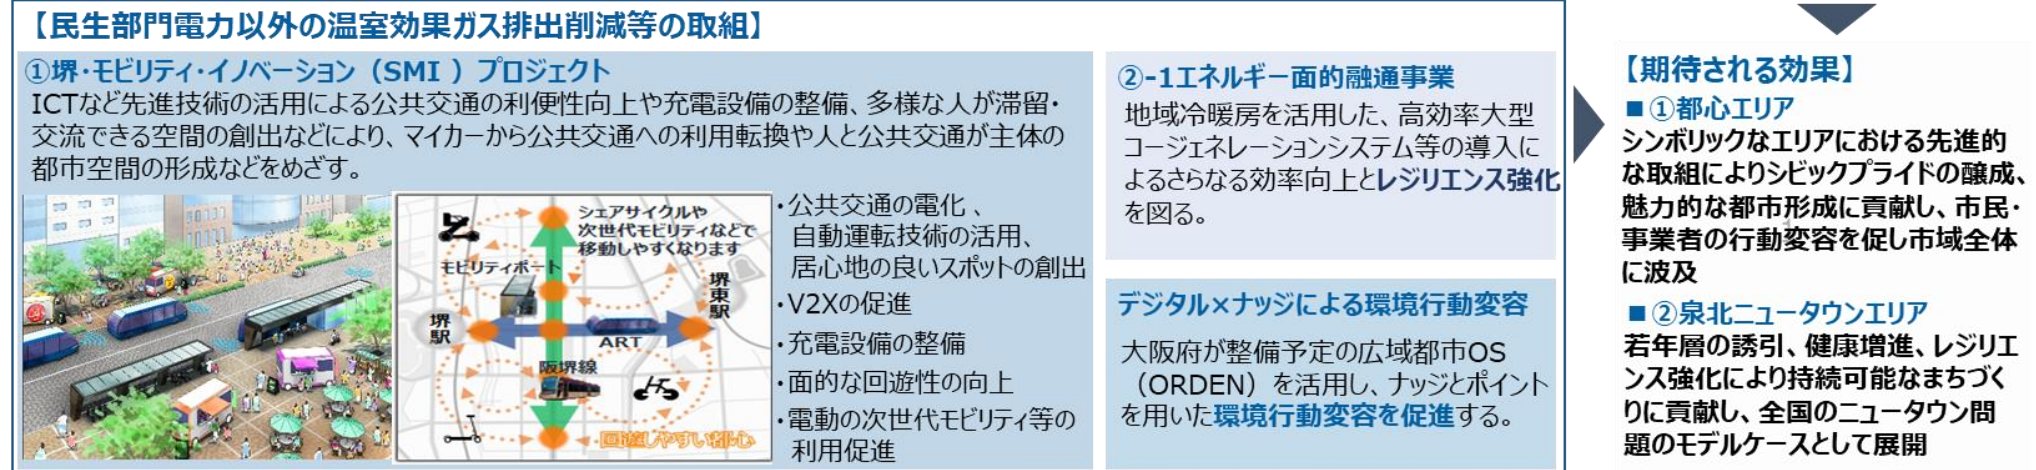 【民生部門電力以外の温室効果ガス排出削減等の取組】
①堺・モビリティ・イノベーション（SMI ）プロジェクト
ICTなど先進技術の活用による公共交通の利便性向上や充電設備の整備、多様な人が滞留・
交流できる空間の創出などにより、マイカーから公共交通への利用転換や人と公共交通が主体の
都市空間の形成などをめざす。
シェアサイクルや
次世代モビリティなどで
移動しやすくなります
モビリティポート
堺東駅
堺駅
ART
阪堺線
回遊しやすい都心
・公共交通の電化 、
自動運転技術の活用、
居心地の良いスポットの創出
・V2Xの促進
・充電設備の整備
・面的な回遊性の向上
・電動の次世代モビリティ等の
利用促進
②-1エネルギー面的融通事業
地域冷暖房を活用した、高効率大型
コージェネレーションシステム等の導入に
よるさらなる効率向上とレジリエンス強化
を図る。
デジタル×ナッジによる環境行動変容
大阪府が整備予定の広域都市OS
（ORDEN）を活用し、ナッジとポイント
を用いた環境行動変容を促進する。
【期待される効果】
■①都心エリア
シンボリックなエリアにおける先進的
な取組によりシビックプライドの醸成、
魅力的な都市形成に貢献し、市民・
事業者の行動変容を促し市域全体
に波及
■②泉北ニュータウンエリア
若年層の誘引、健康増進、レジリエ
ンス強化により持続可能なまちづく
りに貢献し、全国のニュータウン問
題のモデルケースとして展開